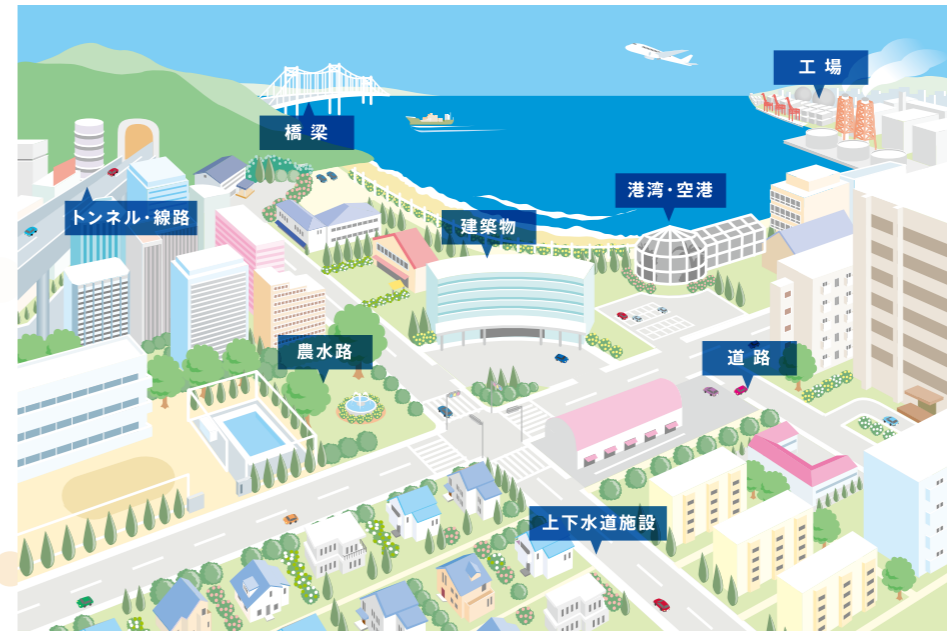 工場
橋梁
港湾・空港
トンネル・線路
建築物
農水路
道路
上下水道施設